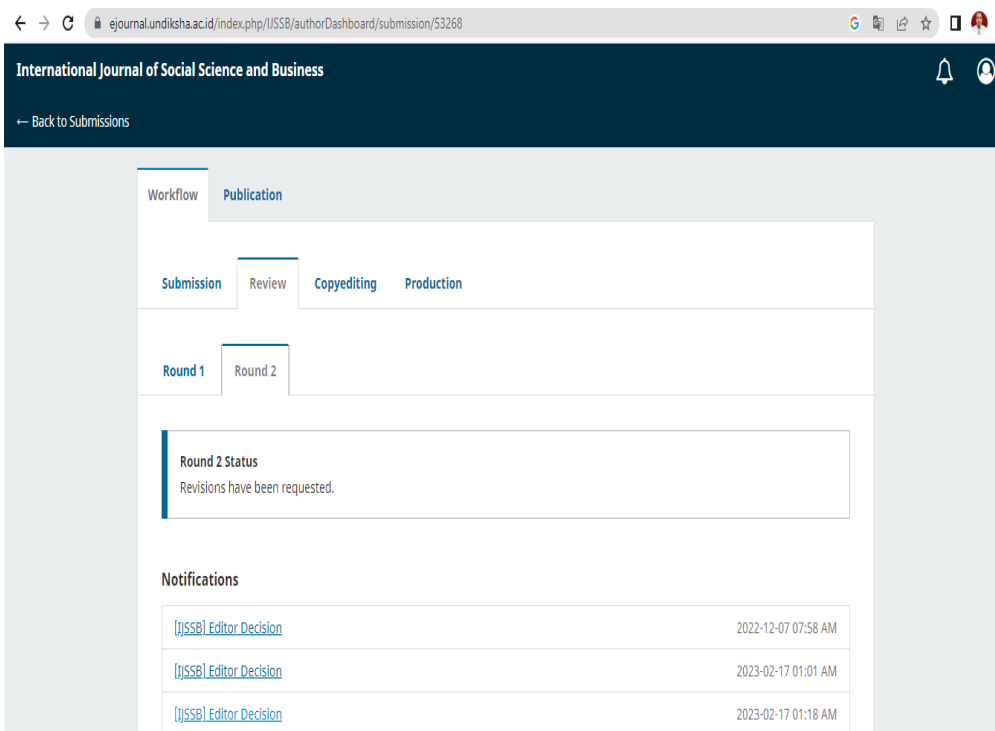 ejournal.undiksha.ac.id/index.php/IJSSB/authorDashboard/submission/53268
International Journal of Social Science and Business
← Back to Submissions
Workflow Publication
Submission Review Copyediting Production
Round 1 Round 2
Round 2 Status
Revisions have been requested.
Notifications
[IJSSB] Editor Decision 2022-12-07 07:58 AM
[IJSSB] Editor Decision 2023-02-17 01:01 AM
[IJSSB] Editor Decision 2023-02-17 01:18 AM